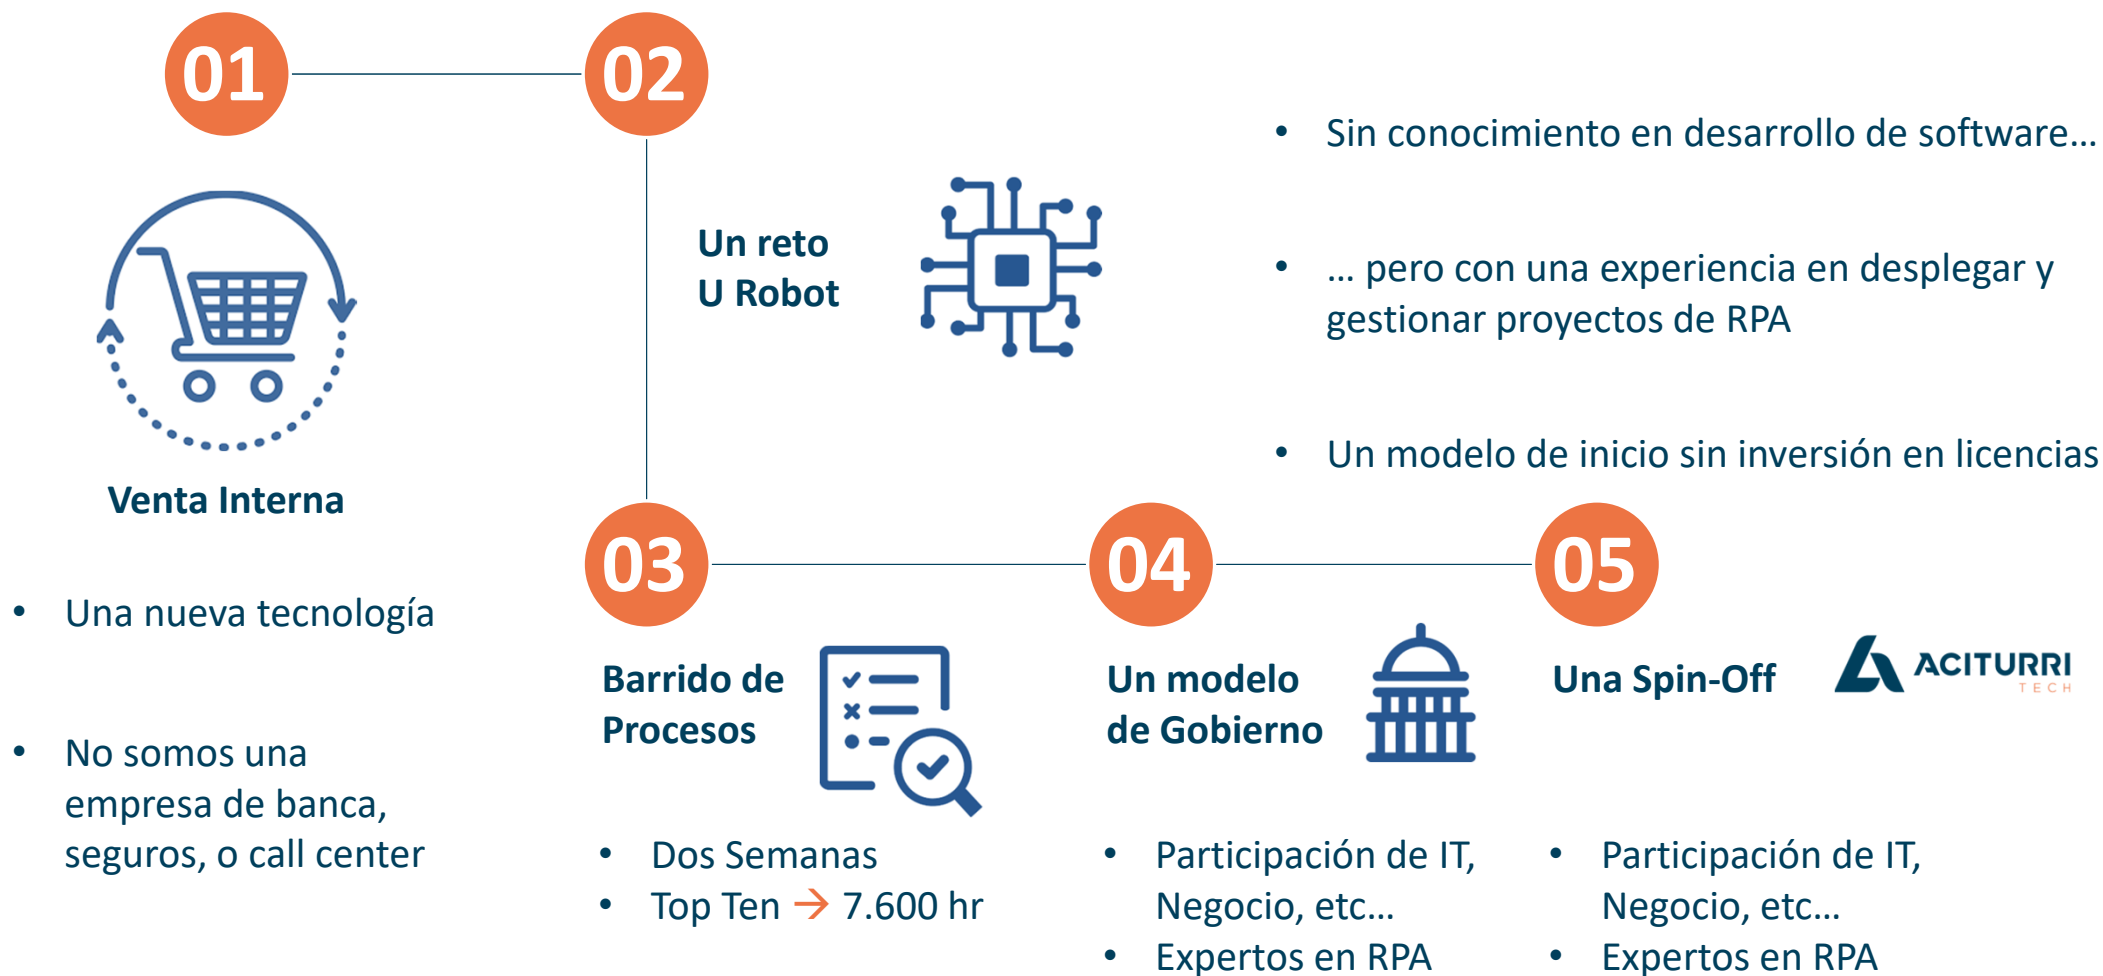 01
02
Venta Interna
• Una nueva tecnología
• No somos una
empresa de banca,
seguros, o call center
Un reto
U Robot
• Sin conocimiento en desarrollo de software…
• … pero con una experiencia en desplegar y
gestionar proyectos de RPA
• Un modelo de inicio sin inversión en licencias
03
04
05
Barrido de
Procesos
• Dos Semanas
• Top Ten → 7.600 hr
Un modelo
de Gobierno
• Participación de IT,
Negocio, etc…
• Expertos en RPA
Una Spin-Off
ACITURRI
TECH
• Participación de IT,
Negocio, etc…
• Expertos en RPA